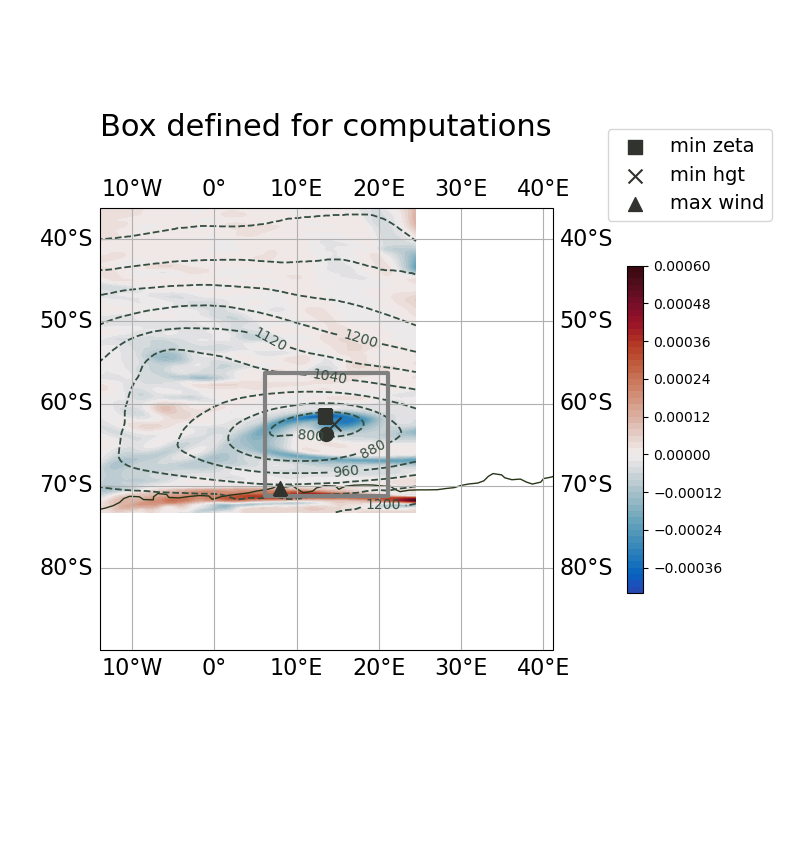 Box defined for computations
min zeta
min hgt
max wind
10°W 0° 10°E 20°E 30°E 40°E
40°S 40°S
50°S 50°S
60°S 60°S
70°S 70°S
80°S 80°S
10°W 0° 10°E 20°E 30°E 40°E
1120
1200
1040
800
880
960
1200
0.00060
0.00048
0.00036
0.00024
0.00012
0.00000
−0.00012
−0.00024
−0.00036